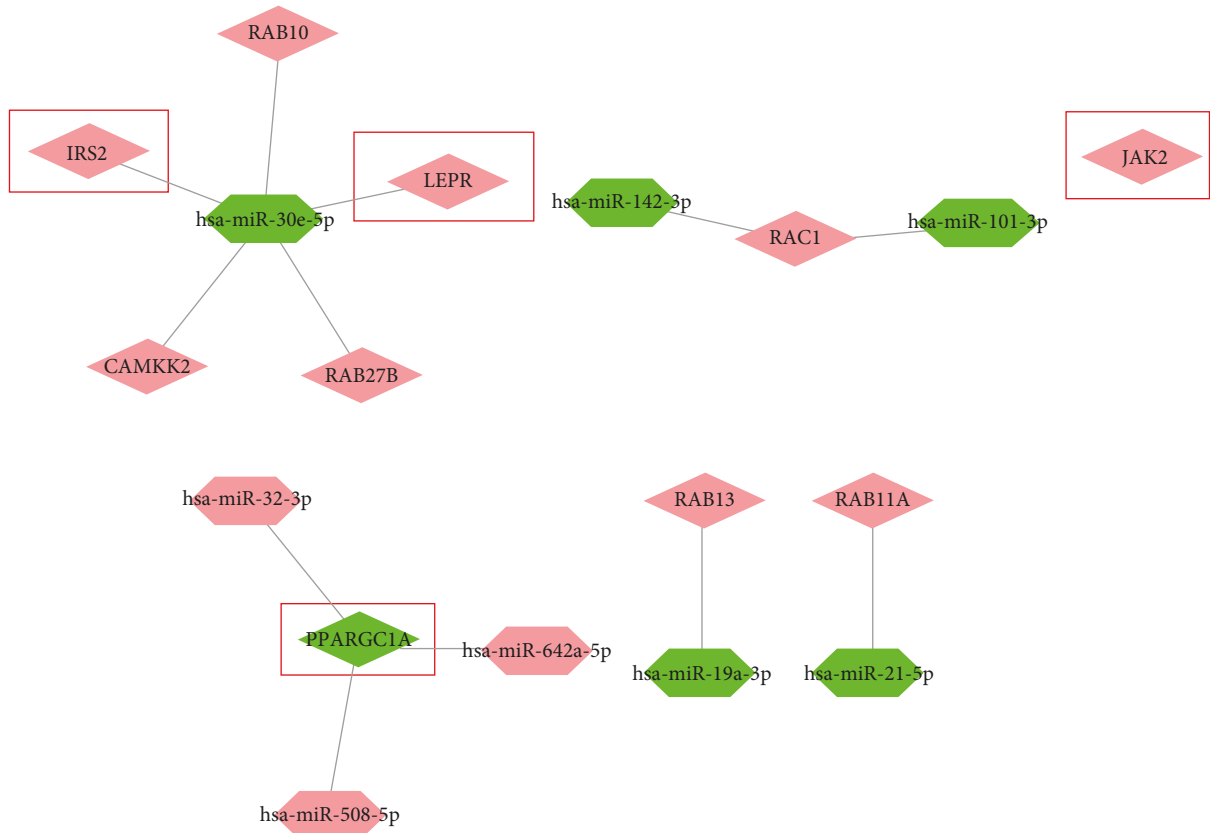 RAB10
IRS2
LEPR
JAK2
hsa-miR-30e-5p
hsa-miR-142-3p
RAC1
hsa-miR-101-3p
CAMKK2
RAB27B
hsa-miR-32-3p
RAB13
RAB11A
PPARGC1A
hsa-miR-642a-5p
hsa-miR-19a-3p
hsa-miR-21-5p
hsa-miR-508-5p